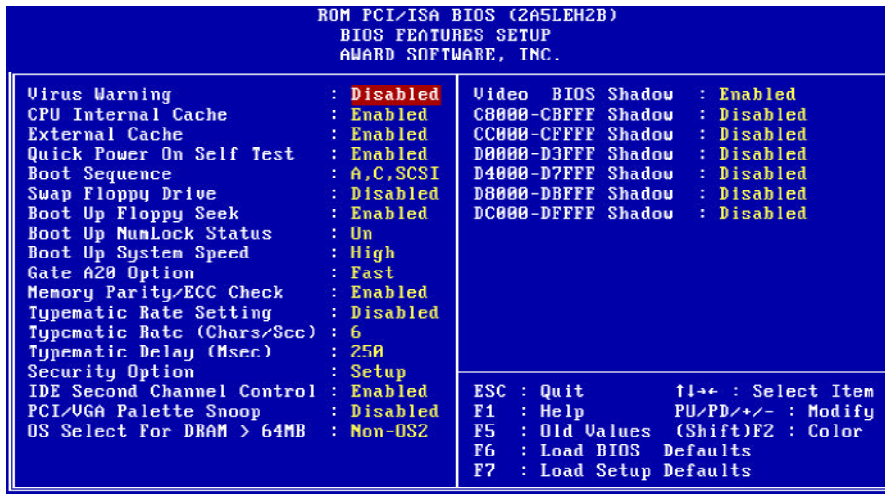 ROM PCI/ISA BIOS (2A5LEH2B)
BIOS FEATURES SETUP
AWARD SOFTWARE, INC.
Virus Warning : Disabled
CPU Internal Cache : Enabled
External Cache : Enabled
Quick Power On Self Test : Enabled
Boot Sequence : A,C,SCSI
Swap Floppy Drive : Disabled
Boot Up Floppy Seek : Enabled
Boot Up NumLock Status : On
Boot Up System Speed : High
Gate A20 Option : Fast
Memory Parity/ECC Check : Enabled
Typematic Rate Setting : Disabled
Typematic Rate (Chars/Sec) : 6
Typematic Delay (Msec) : 250
Security Option : Setup
IDE Second Channel Control : Enabled
PCI/VGA Palette Snoop : Disabled
OS Select For DRAM > 64MB : Non-OS2
Video BIOS Shadow : Enabled
C8000-CBFFF Shadow : Disabled
CC000-CFFFF Shadow : Disabled
D0000-D3FFF Shadow : Disabled
D4000-D7FFF Shadow : Disabled
D8000-DBFFF Shadow : Disabled
DC000-DFFFF Shadow : Disabled
ESC : Quit ↑↓→← : Select Item
F1 : Help PU/PD/+/- : Modify
F5 : Old Values (Shift)F2 : Color
F6 : Load BIOS Defaults
F7 : Load Setup Defaults